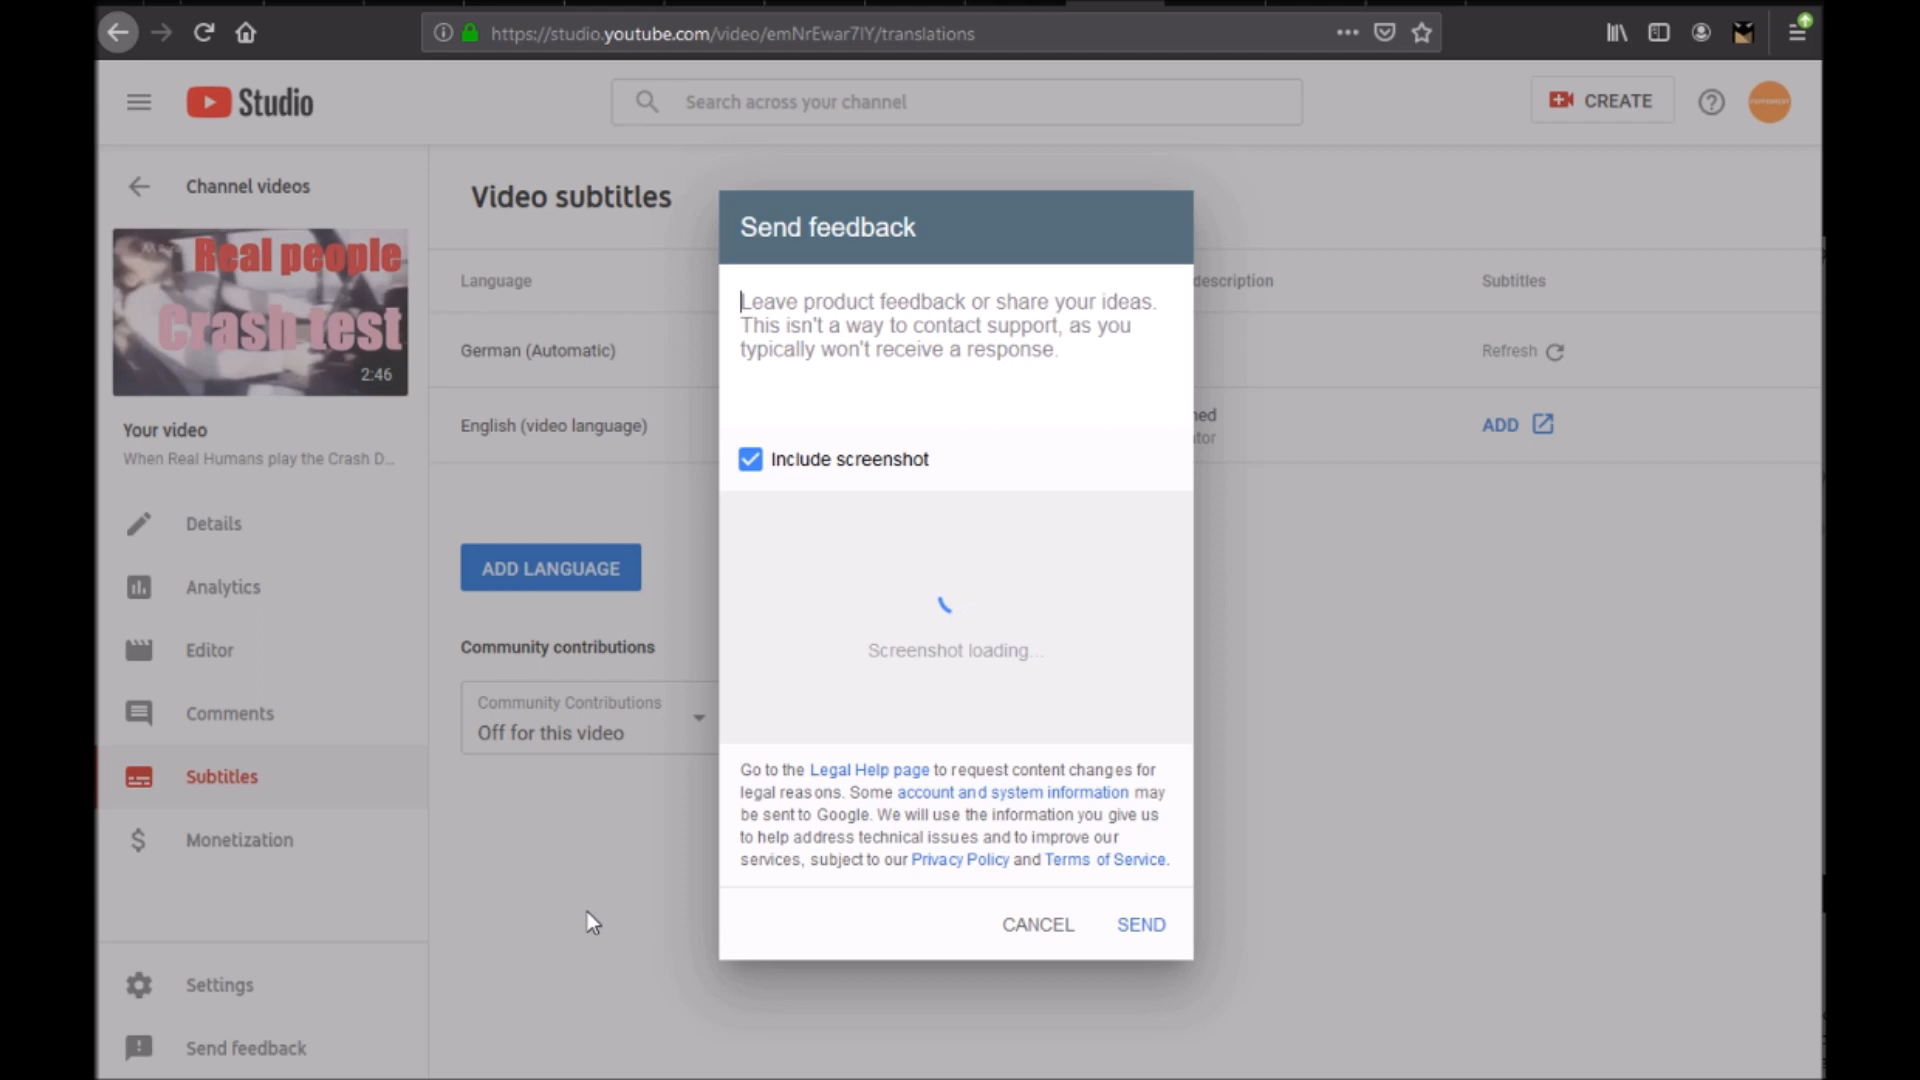 https://studio.youtube.com/video/emNrEwar7IY/translations
Studio
Search across your channel
CREATE
Channel videos
Real people
Crash test
2:46
Your video
When Real Humans play the Crash D...
Details
Analytics
Editor
Comments
Subtitles
Monetization
Settings
Send feedback
Video subtitles
Language
description
Subtitles
German (Automatic)
Refresh
English (video language)
ADD
ADD LANGUAGE
Community contributions
Community Contributions
Off for this video
Send feedback
Leave product feedback or share your ideas.
This isn't a way to contact support, as you
typically won't receive a response.
Include screenshot
Screenshot loading...
Go to the Legal Help page to request content changes for
legal reasons. Some account and system information may
be sent to Google. We will use the information you give us
to help address technical issues and to improve our
services, subject to our Privacy Policy and Terms of Service.
CANCEL
SEND